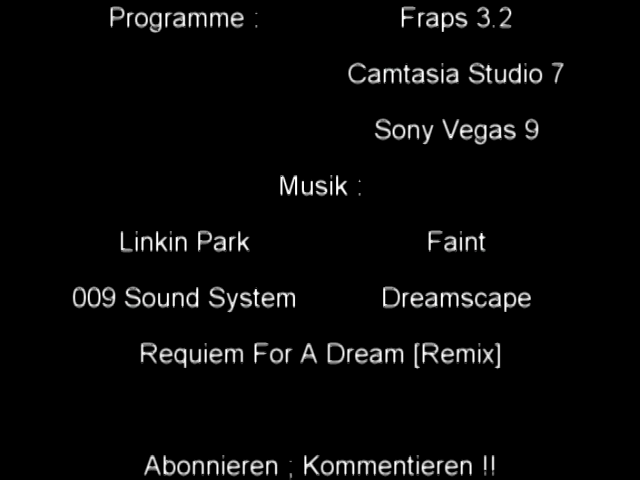 Programme : Fraps 3.2
Camtasia Studio 7
Sony Vegas 9
Musik :
Linkin Park Faint
009 Sound System Dreamscape
Requiem For A Dream [Remix]
Abonnieren ; Kommentieren !!